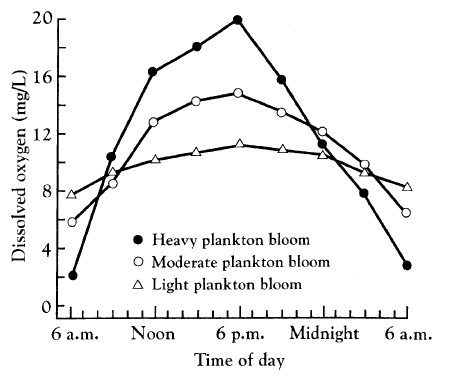 20
16
12
8
4
0
Dissolved oxygen (mg/L)
Heavy plankton bloom
Moderate plankton bloom
Light plankton bloom
6 a.m. Noon 6 p.m. Midnight 6 a.m.
Time of day